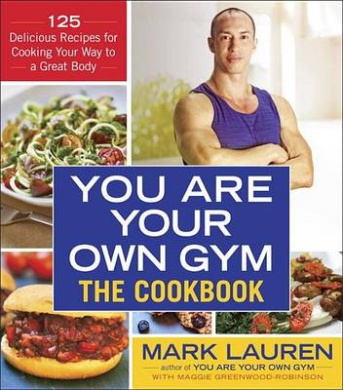 125
Delicious Recipes for
Cooking Your Way to
a Great Body
YOU ARE
YOUR
OWN GYM
THE COOKBOOK
MARK LAUREN
author of YOU ARE YOUR OWN GYM
WITH MAGGIE GREENWOOD-ROBINSON